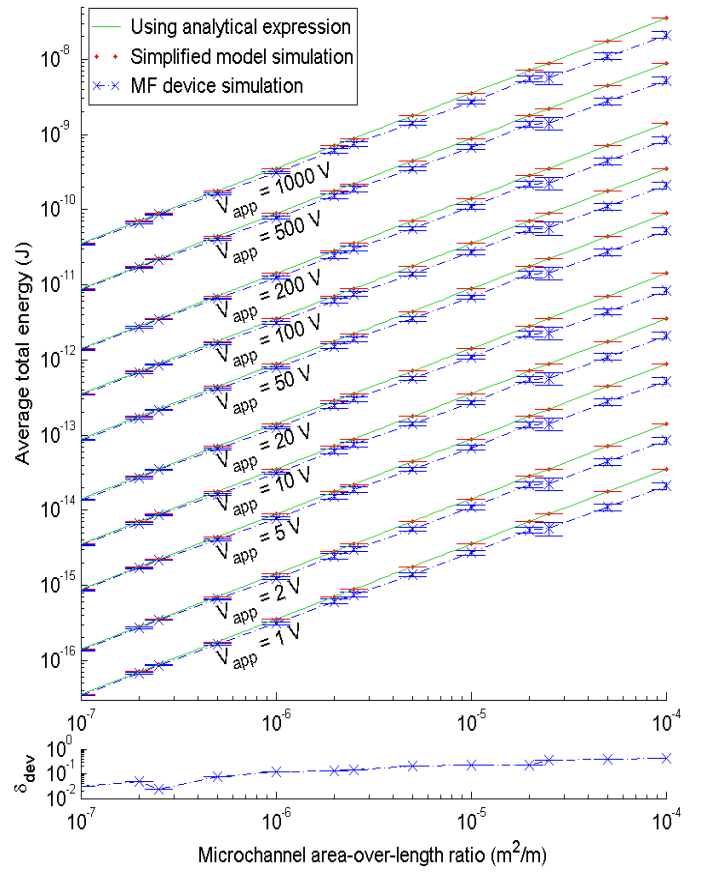 Using analytical expression
Simplified model simulation
MF device simulation
Average total energy (J)
10^-8
10^-9
10^-10
10^-11
10^-12
10^-13
10^-14
10^-15
10^-16
V_app = 1000 V
V_app = 500 V
V_app = 200 V
V_app = 100 V
V_app = 50 V
V_app = 20 V
V_app = 10 V
V_app = 5 V
V_app = 2 V
V_app = 1 V
10^-7 10^-6 10^-5 10^-4
δ_dev
10^0
10^-1
10^-2
10^-7 10^-6 10^-5 10^-4
Microchannel area-over-length ratio (m^2/m)